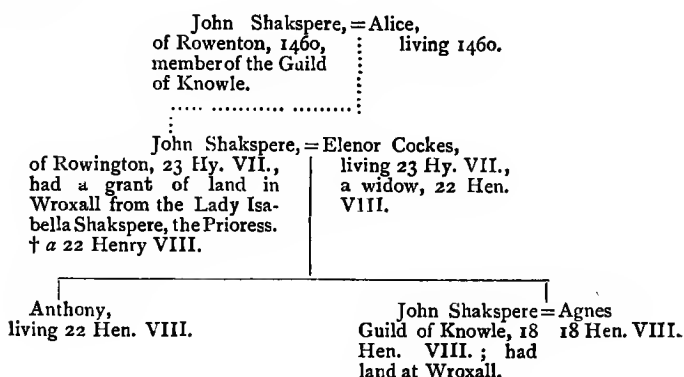 John Shakspere, = Alice,
of Rowenton, 1460, living 1460.
member of the Guild
of Knowle.
John Shakspere, = Elenor Cockes,
of Rowington, 23 Hy. VII., living 23 Hy. VII.,
had a grant of land in a widow, 22 Hen.
Wroxall from the Lady Isa- VIII.
bella Shakspere, the Prioress.
† a 22 Henry VIII.
Anthony,
living 22 Hen. VIII.
John Shakspere = Agnes
Guild of Knowle, 18 18 Hen. VIII.
Hen. VIII. ; had
land at Wroxall.